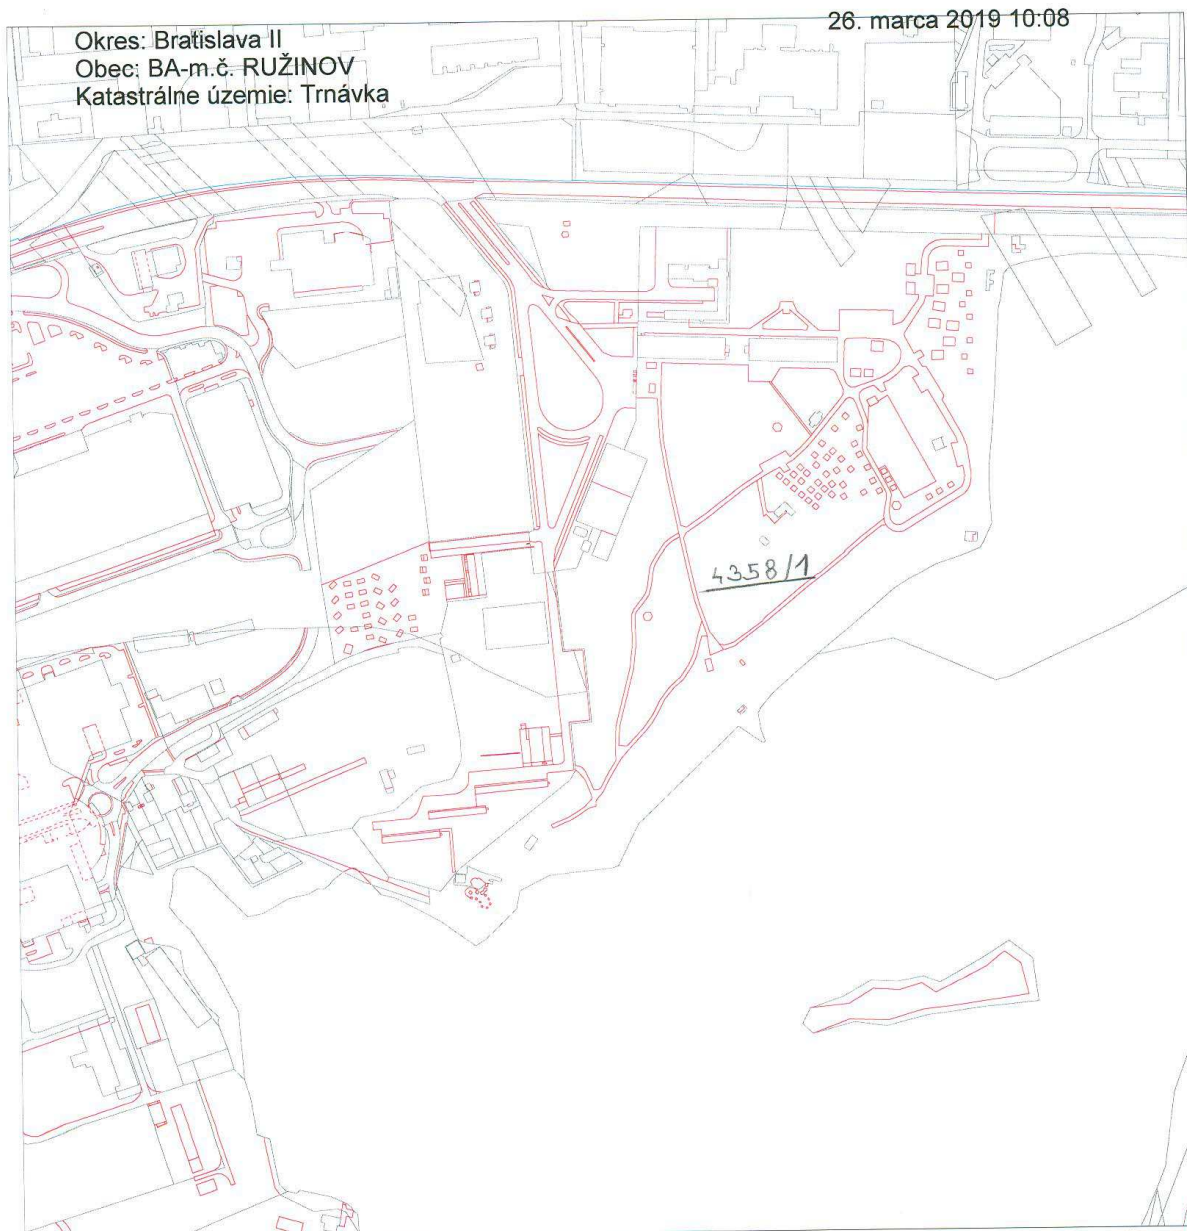 26. marca 2019 10:08
Okres: Bratislava II
Obec: BA-m.č. RUŽINOV
Katastrálne územie: Trnávka
4358/1